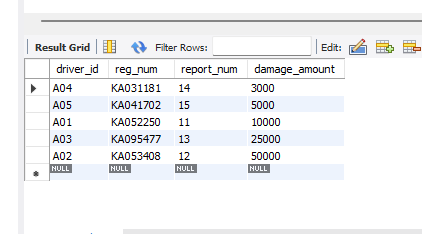 Result Grid Filter Rows: Edit:
driver_id reg_num report_num damage_amount
A04 KA031181 14 3000
A05 KA041702 15 5000
A01 KA052250 11 10000
A03 KA095477 13 25000
A02 KA053408 12 50000
NULL NULL NULL NULL